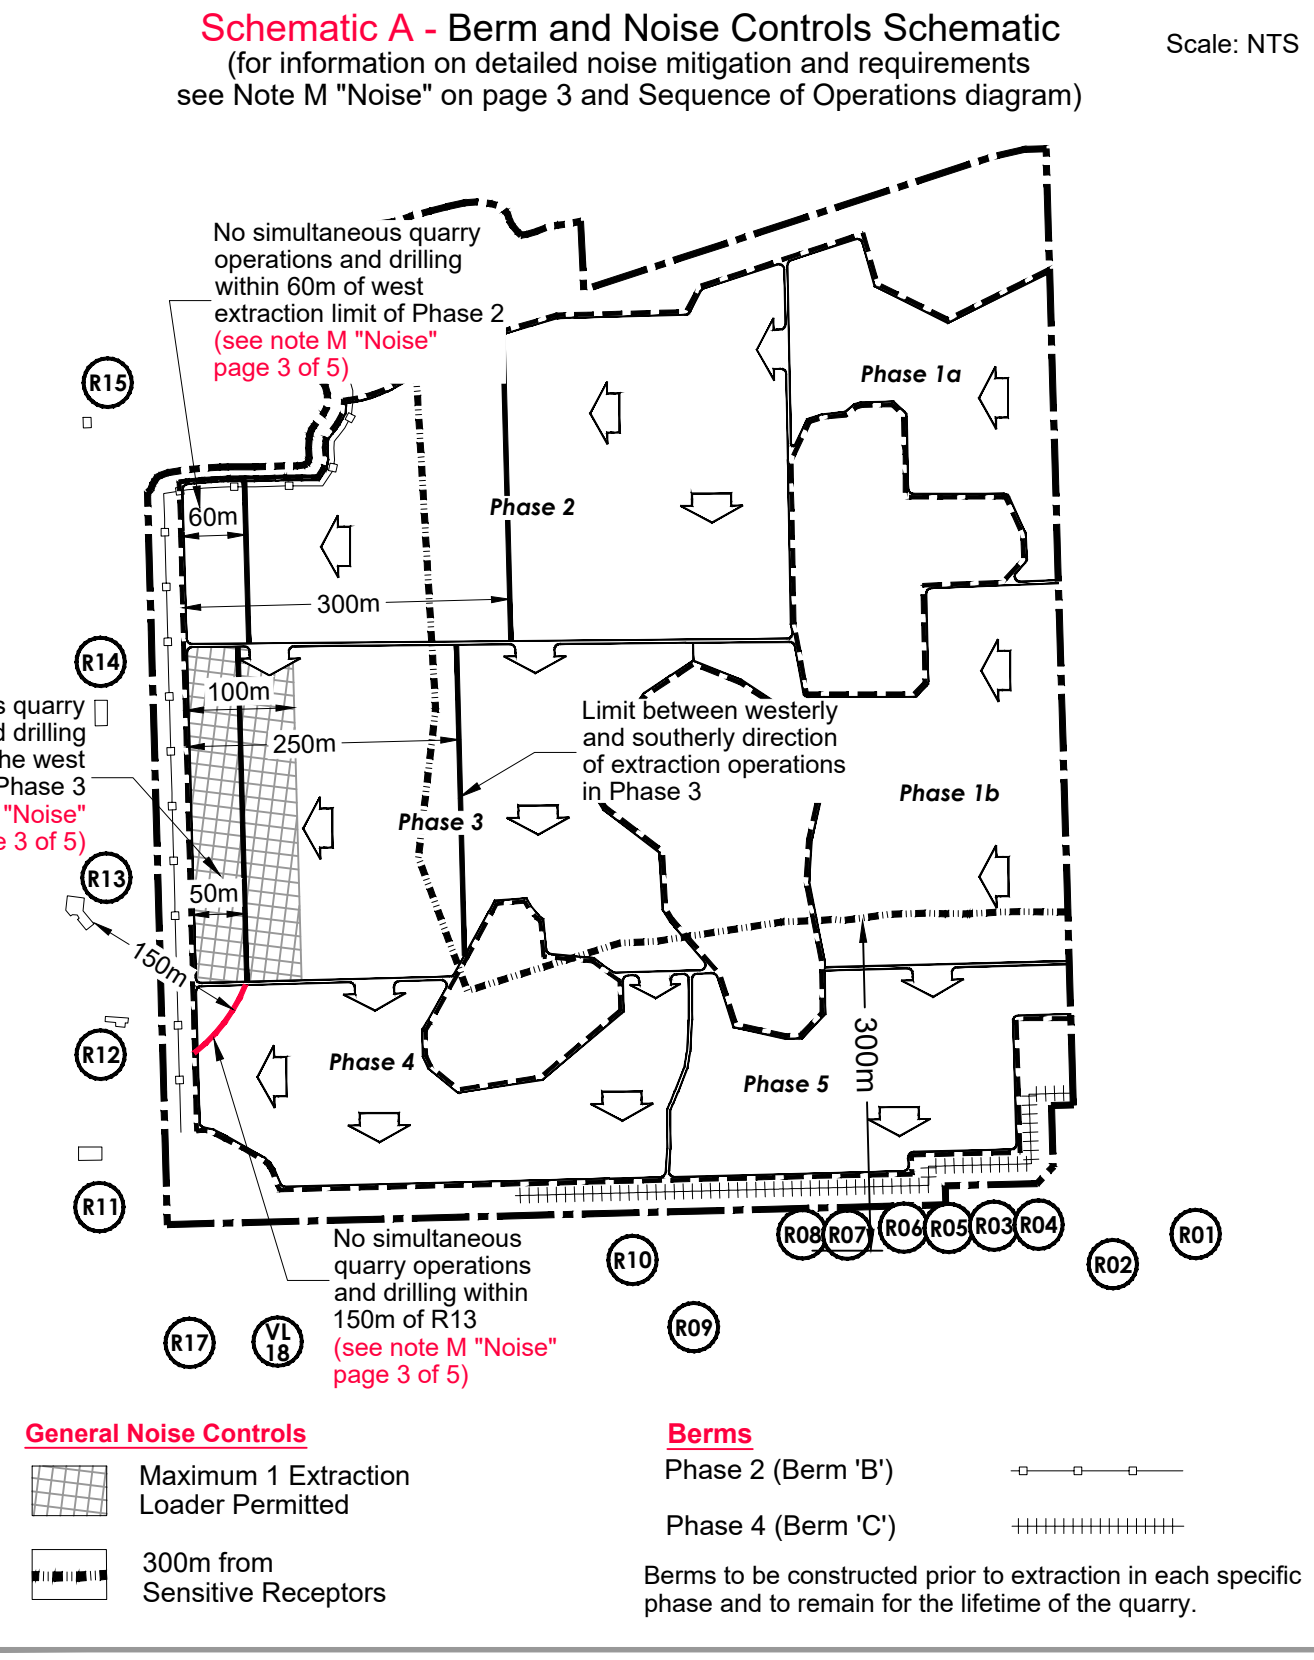 Schematic A - Berm and Noise Controls Schematic
(for information on detailed noise mitigation and requirements
see Note M "Noise" on page 3 and Sequence of Operations diagram)
Scale: NTS
No simultaneous quarry
operations and drilling
within 60m of west
extraction limit of Phase 2
(see note M "Noise"
page 3 of 5)
Phase 1a
R15
Phase 2
60m
300m
R14
100m
s quarry
d drilling
he west
Phase 3
"Noise"
e 3 of 5)
250m
Limit between westerly
and southerly direction
of extraction operations
in Phase 3
Phase 1b
Phase 3
R13
50m
150m
300m
R12
Phase 4
Phase 5
R11
No simultaneous
quarry operations
and drilling within
150m of R13
(see note M "Noise"
page 3 of 5)
R10
R08
R07
R06
R05
R03
R04
R01
R02
R09
R17
VL
18
General Noise Controls
Maximum 1 Extraction
Loader Permitted
300m from
Sensitive Receptors
Berms
Phase 2 (Berm 'B')
Phase 4 (Berm 'C')
Berms to be constructed prior to extraction in each specific
phase and to remain for the lifetime of the quarry.